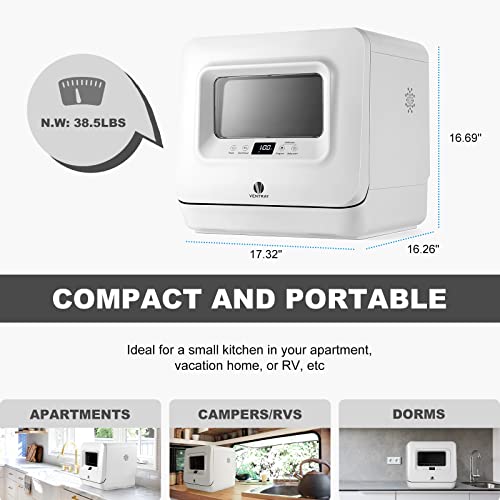 N.W: 38.5LBS
100
VENTRAY
16.69"
16.26"
17.32"
COMPACT AND PORTABLE
Ideal for a small kitchen in your apartment,
vacation home, or RV, etc
APARTMENTS
CAMPERS/RVS
DORMS